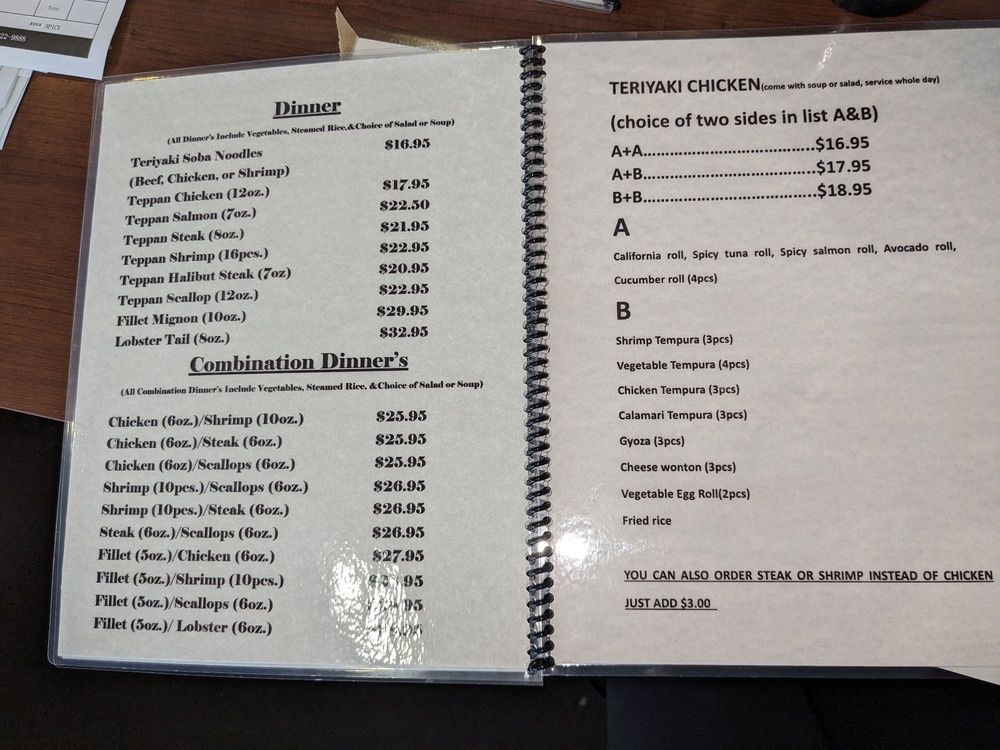 Total
xxxx SPICY
22-9888
Dinner
(All Dinner's Include Vegetables, Steamed Rice,&Choice of Salad or Soup)
Teriyaki Soba Noodles $16.95
(Beef, Chicken, or Shrimp)
Teppan Chicken (12oz.) $17.95
Teppan Salmon (7oz.) $22.50
Teppan Steak (8oz.) $21.95
Teppan Shrimp (16pcs.) $22.95
Teppan Halibut Steak (7oz) $20.95
Teppan Scallop (12oz.) $22.95
Fillet Mignon (10oz.) $29.95
Lobster Tail (8oz.) $32.95
Combination Dinner's
(All Combination Dinner's Include Vegetables, Steamed Rice, &Choice of Salad or Soup)
Chicken (6oz.)/Shrimp (10oz.) $25.95
Chicken (6oz.)/Steak (6oz.) $25.95
Chicken (6oz)/Scallops (6oz.) $25.95
Shrimp (10pcs.)/Scallops (6oz.) $26.95
Shrimp (10pcs.)/Steak (6oz.) $26.95
Steak (6oz.)/Scallops (6oz.) $26.95
Fillet (5oz.)/Chicken (6oz.) $27.95
Fillet (5oz.)/Shrimp (10pcs.)
Fillet (5oz.)/Scallops (6oz.)
Fillet (5oz.)/ Lobster (6oz.)
TERIYAKI CHICKEN(come with soup or salad, service whole day)
(choice of two sides in list A&B)
A+A....................................$16.95
A+B....................................$17.95
B+B....................................$18.95
A
California roll, Spicy tuna roll, Spicy salmon roll, Avocado roll,
Cucumber roll (4pcs)
B
Shrimp Tempura (3pcs)
Vegetable Tempura (4pcs)
Chicken Tempura (3pcs)
Calamari Tempura (3pcs)
Gyoza (3pcs)
Cheese wonton (3pcs)
Vegetable Egg Roll(2pcs)
Fried rice
YOU CAN ALSO ORDER STEAK OR SHRIMP INSTEAD OF CHICKEN
JUST ADD $3.00